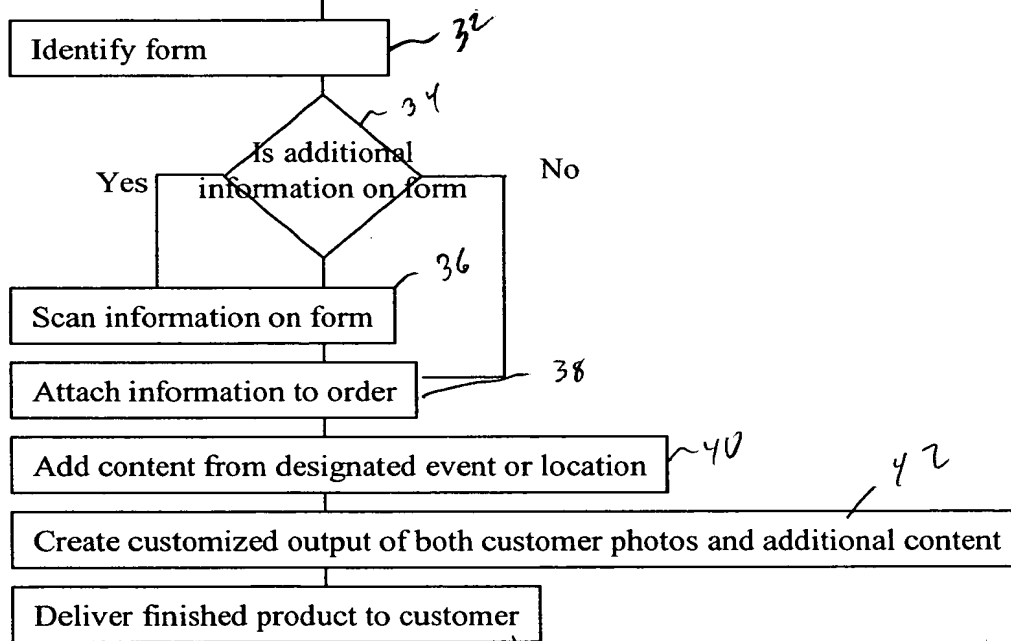 Identify form
32
34
Is additional
information on form
Yes
No
36
Scan information on form
Attach information to order
38
Add content from designated event or location
40
42
Create customized output of both customer photos and additional content
Deliver finished product to customer